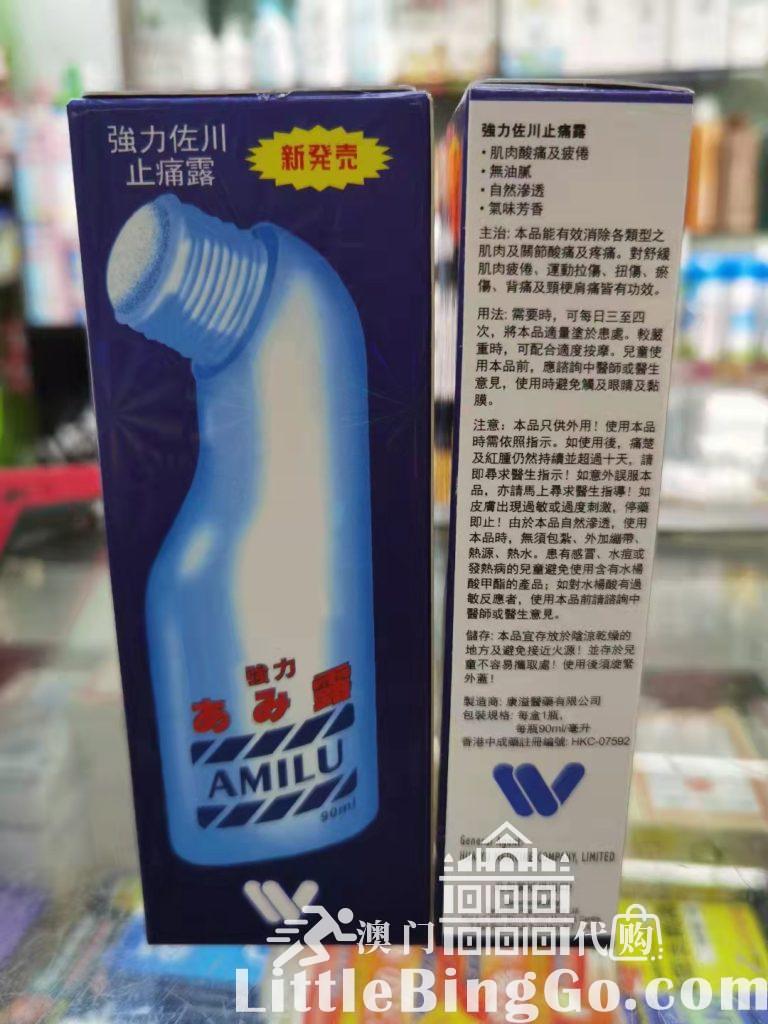 強力佐川
止痛露
新発売
強力
あみ露
AMILU
90ml
強力佐川止痛露
・肌肉酸痛及疲倦
・無油膩
・自然滲透
・氣味芳香
主治: 本品能有效消除各類型之
肌肉及關節酸痛及疼痛。對舒緩
肌肉疲倦、運動拉傷、扭傷、瘀
傷、背痛及頸梗肩痛皆有功效。
用法: 需要時，可每日三至四
次，將本品適量塗於患處。較嚴
重時，可配合適度按摩。兒童使
用本品前，應諮詢中醫師或醫生
意見，使用時避免觸及眼睛及黏
膜。
注意: 本品只供外用！使用本品
時需依照指示。如使用後，痛楚
及紅腫仍然持續並超過十天，請
即尋求醫生指示！如意外誤服本
品，亦請馬上尋求醫生指導！如
皮膚出現過敏或過度刺激，停藥
即止！由於本品自然滲透，使用
本品時，無須包紮、外加繃帶、
熱源、熱水。患有感冒、水痘或
發熱病的兒童避免使用含有水楊
酸甲酯的產品；如對水楊酸有過
敏反應者，使用本品前請諮詢中
醫師或醫生意見。
儲存: 本品宜存放於陰涼乾燥的
地方及避免接近火源！並存於兒
童不容易攝取處！使用後須旋緊
外蓋！
製造商: 康溢醫藥有限公司
包裝規格: 每盒1瓶，
每瓶90ml/毫升
香港中成藥註冊編號: HKC-07592
General Agent:
COMPANY, LIMITED
澳门代购
LittleBingGo.com